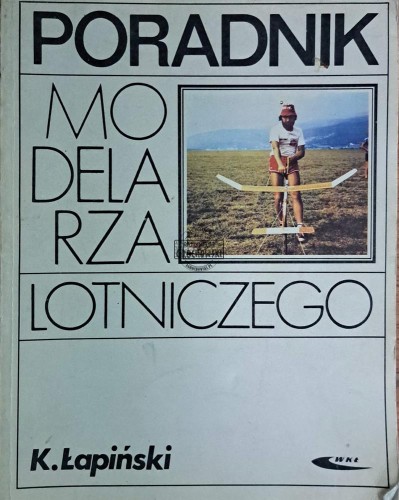 PORADNIK
MO
DELA
RZA
LOTNICZEGO
K. Łapiński
WKŁ